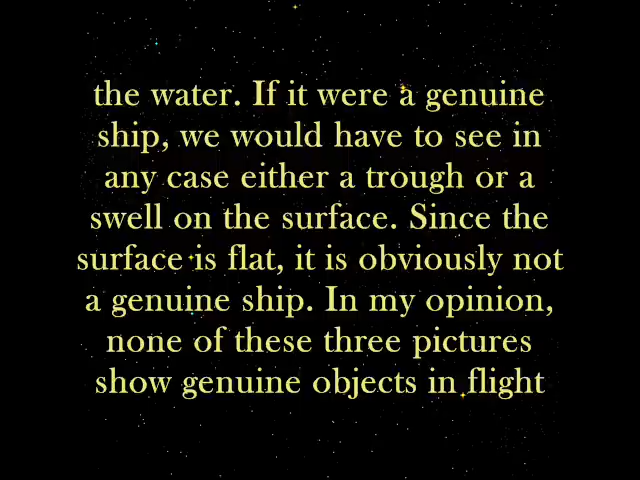 the water. If it were a genuine
ship, we would have to see in
any case either a trough or a
swell on the surface. Since the
surface is flat, it is obviously not
a genuine ship. In my opinion,
none of these three pictures
show genuine objects in flight